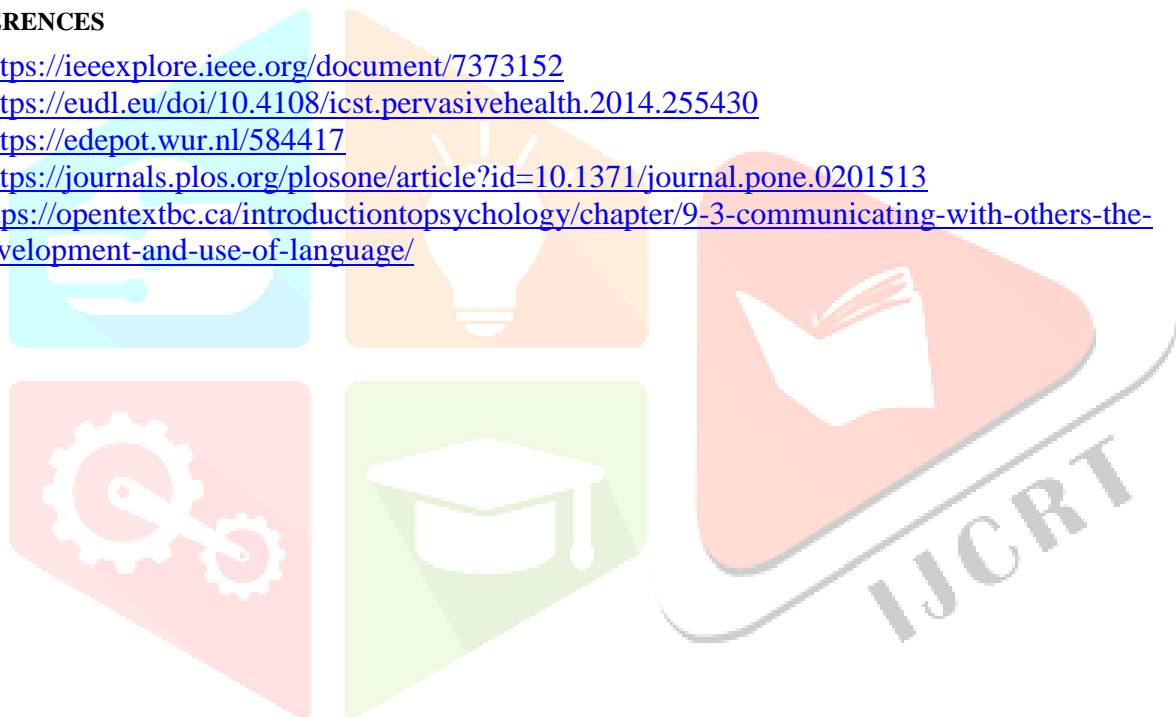 ERENCES
tps://ieeexplore.ieee.org/document/7373152
tps://eudl.eu/doi/10.4108/icst.pervasivehealth.2014.255430
tps://edepot.wur.nl/584417
tps://journals.plos.org/plosone/article?id=10.1371/journal.pone.0201513
ps://opentextbc.ca/introductiontopsychology/chapter/9-3-communicating-with-others-the-
velopment-and-use-of-language/
IJCRT